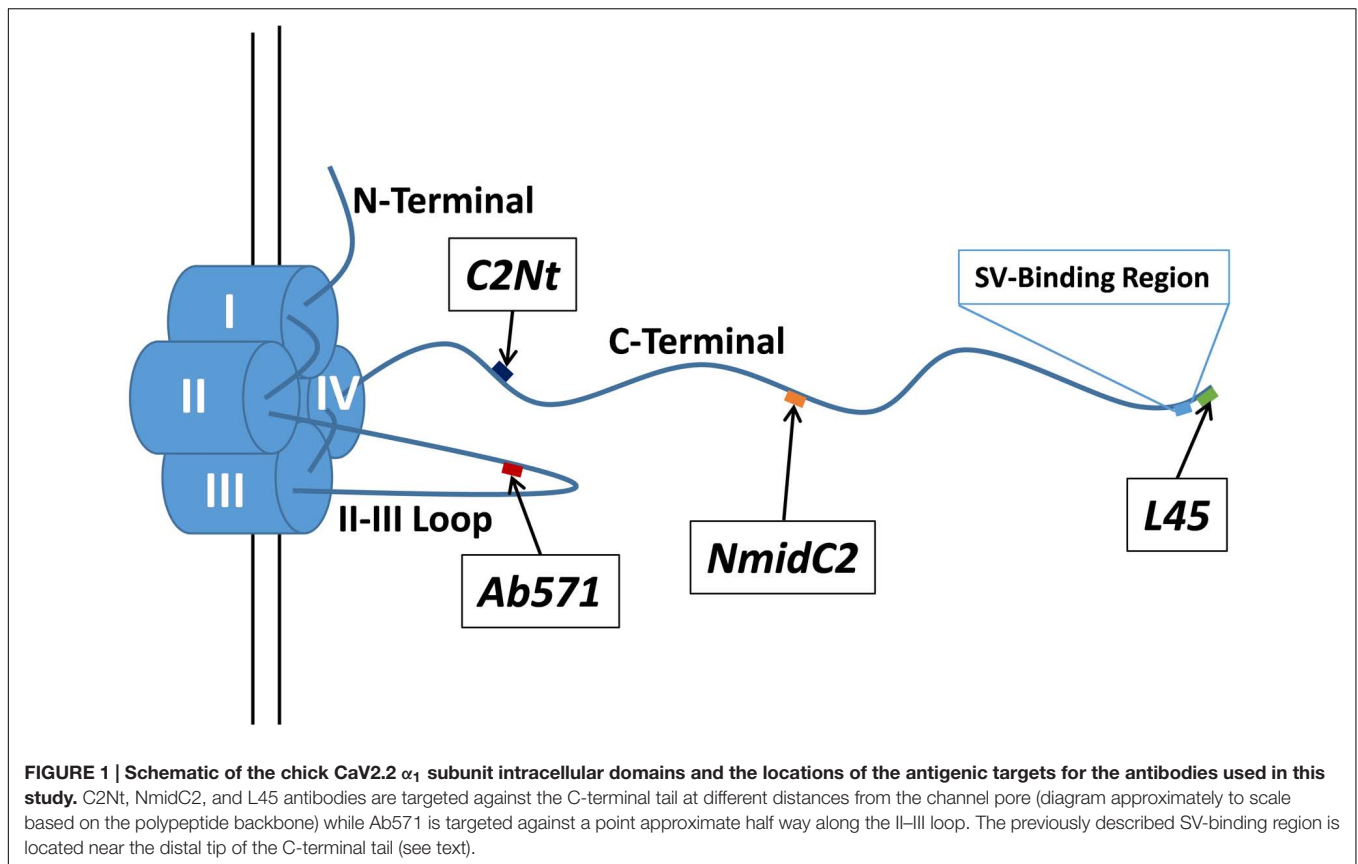 N-Terminal
C2Nt
SV-Binding Region
I
C-Terminal
II
IV
III
L45
II-III Loop
NmidC2
Ab571
FIGURE 1 | Schematic of the chick CaV2.2 α1 subunit intracellular domains and the locations of the antigenic targets for the antibodies used in this
study. C2Nt, NmidC2, and L45 antibodies are targeted against the C-terminal tail at different distances from the channel pore (diagram approximately to scale
based on the polypeptide backbone) while Ab571 is targeted against a point approximate half way along the II–III loop. The previously described SV-binding region is
located near the distal tip of the C-terminal tail (see text).